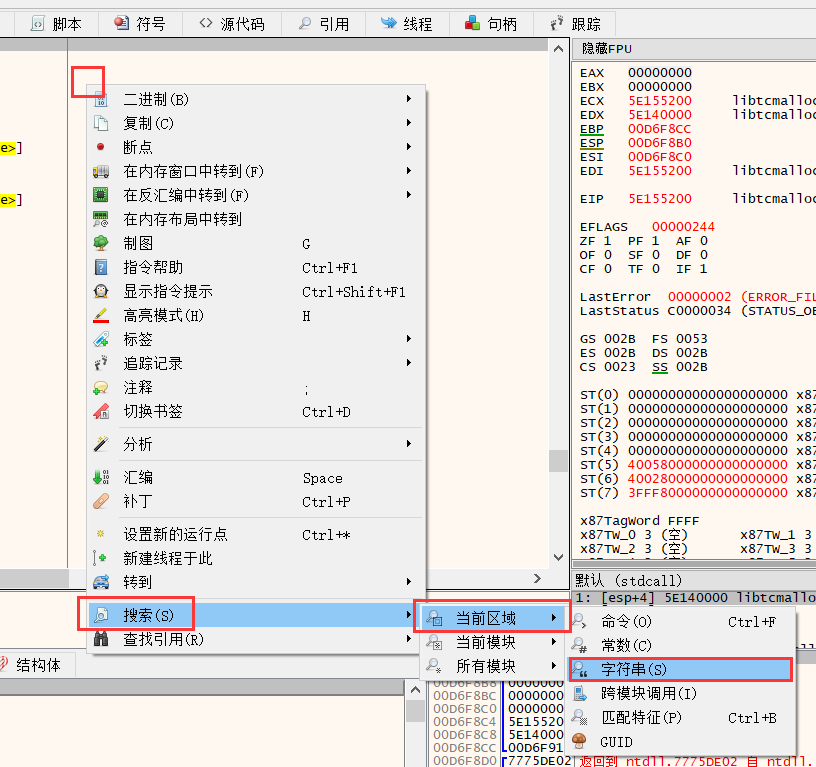 脚本 符号 <> 源代码 引用 线程 句柄 跟踪
隐藏FPU
EAX 00000000
EBX 00000000
ECX 5E155200 libtcmalloc
EDX 5E140000 libtcmalloc
EBP 00D6F8CC
ESP 00D6F8B0
ESI 00D6F8C0
EDI 5E155200 libtcmalloc
EIP 5E155200 libtcmalloc
EFLAGS 00000244
ZF 1 PF 1 AF 0
OF 0 SF 0 DF 0
CF 0 TF 0 IF 1
LastError 00000002 (ERROR_FIL
LastStatus C0000034 (STATUS_OB
GS 002B FS 0053
ES 002B DS 002B
CS 0023 SS 002B
ST(0) 00000000000000000000 x87
ST(1) 00000000000000000000 x87
ST(2) 00000000000000000000 x87
ST(3) 00000000000000000000 x87
ST(4) 00000000000000000000 x87
ST(5) 40058000000000000000 x87
ST(6) 40028000000000000000 x87
ST(7) 3FFF8000000000000000 x87
x87TagWord FFFF
x87TW_0 3 (空) x87TW_1 3
x87TW_2 3 (空) x87TW_3 3
默认 (stdcall)
1: [esp+4] 5E140000 libtcmalloc
e>]
e>]
二进制(B)
复制(C)
断点
在内存窗口中转到(F)
在反汇编中转到(F)
在内存布局中转到
制图 G
指令帮助 Ctrl+F1
显示指令提示 Ctrl+Shift+F1
高亮模式(H) H
标签
追踪记录
注释 ;
切换书签 Ctrl+D
分析
汇编 Space
补丁 Ctrl+P
设置新的运行点 Ctrl+*
新建线程于此
转到
搜索(S)
查找引用(R)
当前区域
当前模块
所有模块
命令(O) Ctrl+F
常数(C)
字符串(S)
跨模块调用(I)
匹配特征(P) Ctrl+B
GUID
结构体
00D6F8B8 00000000
00D6F8BC 00000000
00D6F8C0 00000000
00D6F8C4 5E15520
00D6F8C8 5E14000
00D6F8CC 00D6F91
00D6F8D0 7775DE02 返回到 ntdll.7775DE02 自 ntdll.